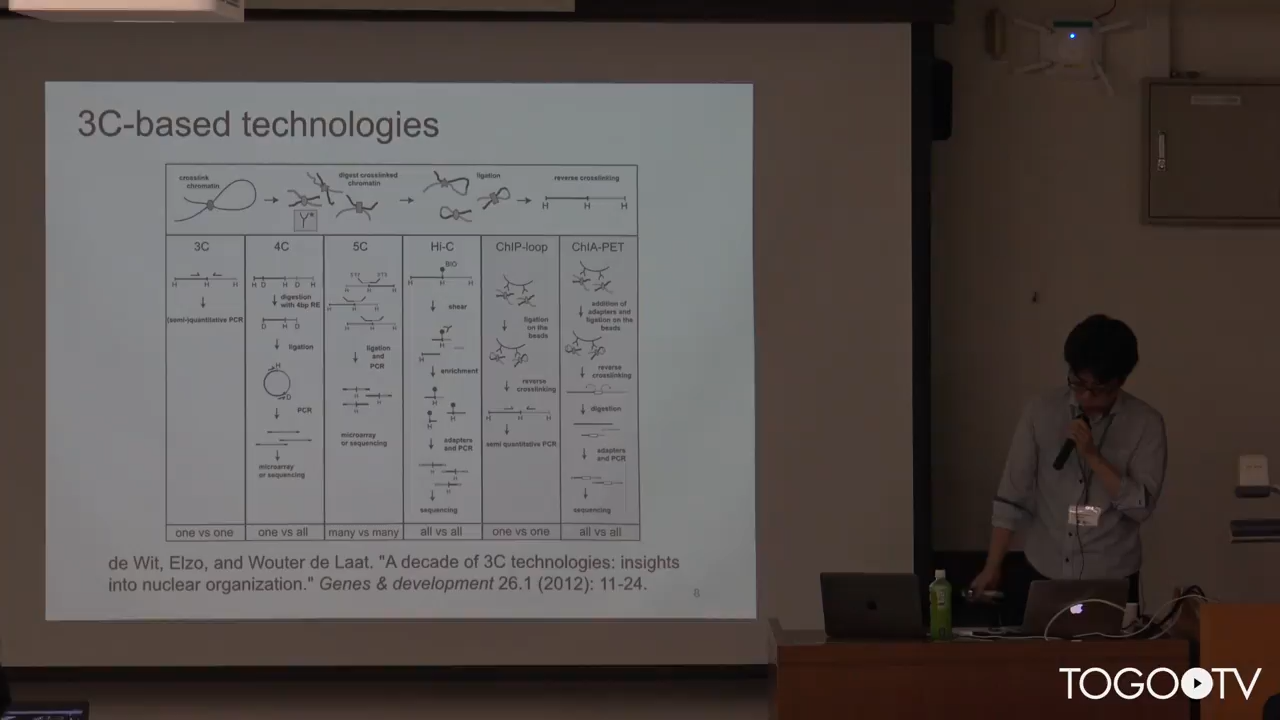 3C-based technologies
crosslink
chromatin
digest crosslinked
chromatin
ligation
reverse crosslinking
H H H
3C
4C
5C
Hi-C
ChIP-loop
ChIA-PET
H H H
(semi-)quantitative PCR
H D H D H
digestion
with 4bp RE
D H D
ligation
H
D
PCR
microarray
or sequencing
H H
H H
H H
ligation
and
PCR
H
H
H
microarray
or sequencing
BIO
H H H
shear
H
H
enrichment
H
H
H
adapters
and PCR
H
H
H
sequencing
ligation
on the
beads
reverse
crosslinking
H H H
semi quantitative PCR
addition of
adapters and
ligation on the
beads
reverse
crosslinking
digestion
adapters
and PCR
sequencing
one vs one
one vs all
many vs many
all vs all
one vs one
all vs all
de Wit, Elzo, and Wouter de Laat. "A decade of 3C technologies: insights
into nuclear organization." Genes & development 26.1 (2012): 11-24.
8
TOGOTV